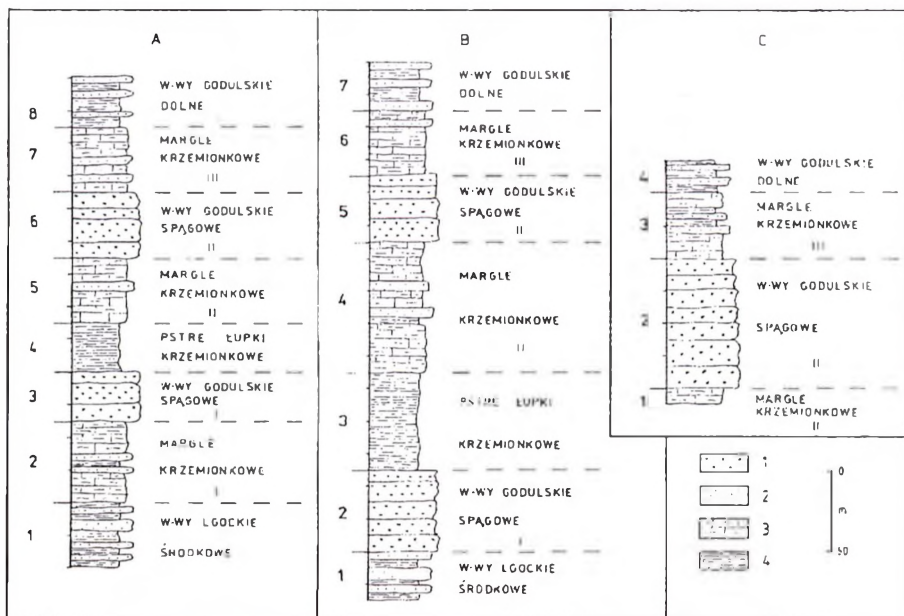 A
8
W-WY GODULSKIE
DOLNE
7
MARGLE
KRZEMIONKOWE
III
6
W-WY GODULSKIE
SPĄGOWE
II
5
MARGLE
KRZEMIONKOWE
II
4
PSTRE ŁUPKI
KRZEMIONKOWE
3
W-WY GODULSKIE
SPĄGOWE
I
2
MARGLE
KRZEMIONKOWE
I
1
W-WY LGOCKIE
ŚRODKOWE
B
7
W-WY GODULSKIE
DOLNE
6
MARGLE
KRZEMIONKOWE
III
5
W-WY GODULSKIE
SPĄGOWE
II
4
MARGLE
KRZEMIONKOWE
II
3
PSTRE ŁUPKI
KRZEMIONKOWE
2
W-WY GODULSKIE
SPĄGOWE
I
1
W-WY LGOCKIE
ŚRODKOWE
C
4
W-WY GODULSKIE
DOLNE
3
MARGLE
KRZEMIONKOWE
III
2
W-WY GODULSKIE
SPĄGOWE
II
1
MARGLE
KRZEMIONKOWE
II
1
2
3
4
0
m
50